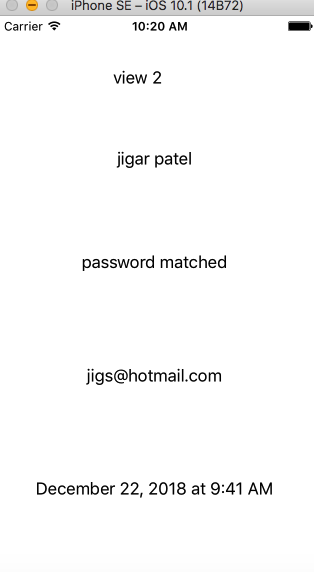 iPhone SE – iOS 10.1 (14B72)
Carrier 10:20 AM
view 2
jigar patel
password matched
jigs@hotmail.com
December 22, 2018 at 9:41 AM